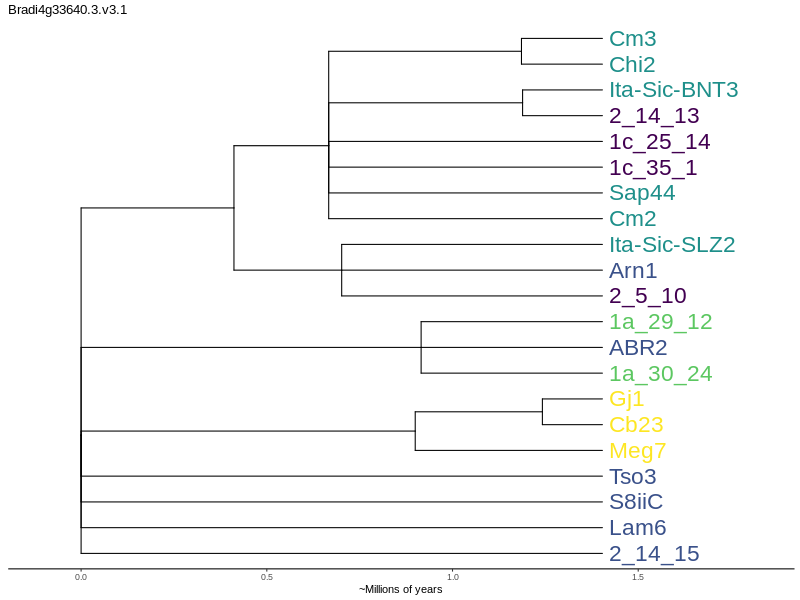 Bradi4g33640.3.v3.1
Cm3
Chi2
Ita-Sic-BNT3
2_14_13
1c_25_14
1c_35_1
Sap44
Cm2
Ita-Sic-SLZ2
Arn1
2_5_10
1a_29_12
ABR2
1a_30_24
Gj1
Cb23
Meg7
Tso3
S8iiC
Lam6
2_14_15
0.0 0.5 1.0 1.5
~Millions of years